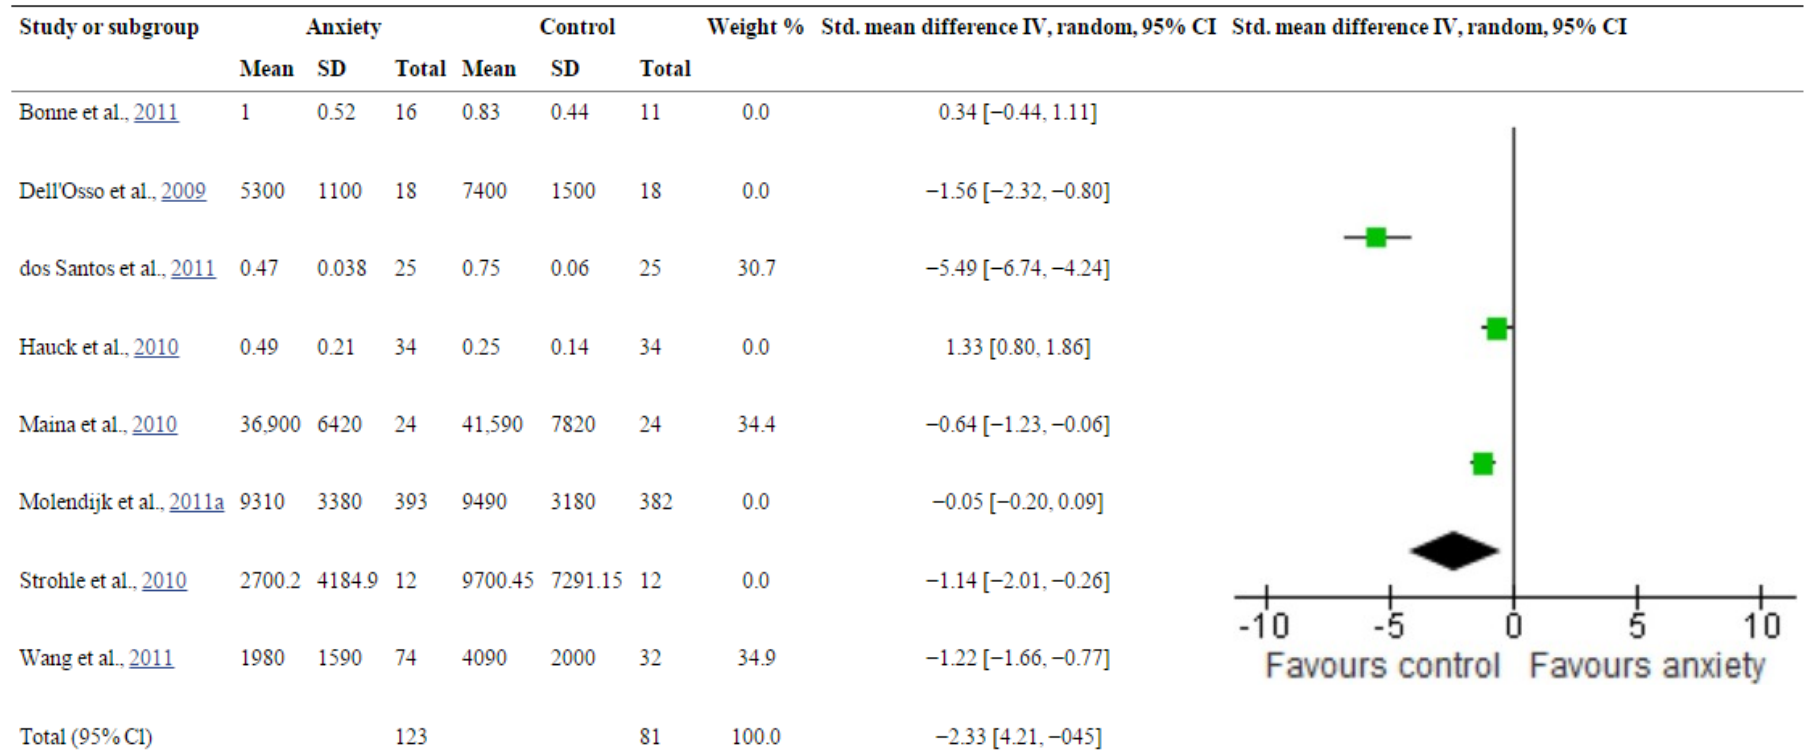 Study or subgroup Anxiety Control Weight % Std. mean difference IV, random, 95% CI Std. mean difference IV, random, 95% CI
Mean SD Total Mean SD Total
Bonne et al., 2011 1 0.52 16 0.83 0.44 11 0.0 0.34 [−0.44, 1.11]
Dell'Osso et al., 2009 5300 1100 18 7400 1500 18 0.0 −1.56 [−2.32, −0.80]
dos Santos et al., 2011 0.47 0.038 25 0.75 0.06 25 30.7 −5.49 [−6.74, −4.24]
Hauck et al., 2010 0.49 0.21 34 0.25 0.14 34 0.0 1.33 [0.80, 1.86]
Maina et al., 2010 36,900 6420 24 41,590 7820 24 34.4 −0.64 [−1.23, −0.06]
Molendijk et al., 2011a 9310 3380 393 9490 3180 382 0.0 −0.05 [−0.20, 0.09]
Strohle et al., 2010 2700.2 4184.9 12 9700.45 7291.15 12 0.0 −1.14 [−2.01, −0.26]
Wang et al., 2011 1980 1590 74 4090 2000 32 34.9 −1.22 [−1.66, −0.77]
Total (95% Cl) 123 81 100.0 −2.33 [4.21, −045]
-10 -5 0 5 10
Favours control Favours anxiety